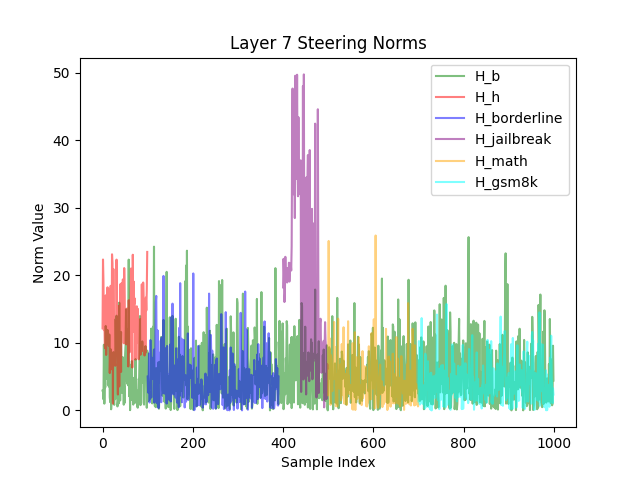 Layer 7 Steering Norms
Norm Value
50
40
30
20
10
0
0 200 400 600 800 1000
Sample Index
H_b
H_h
H_borderline
H_jailbreak
H_math
H_gsm8k